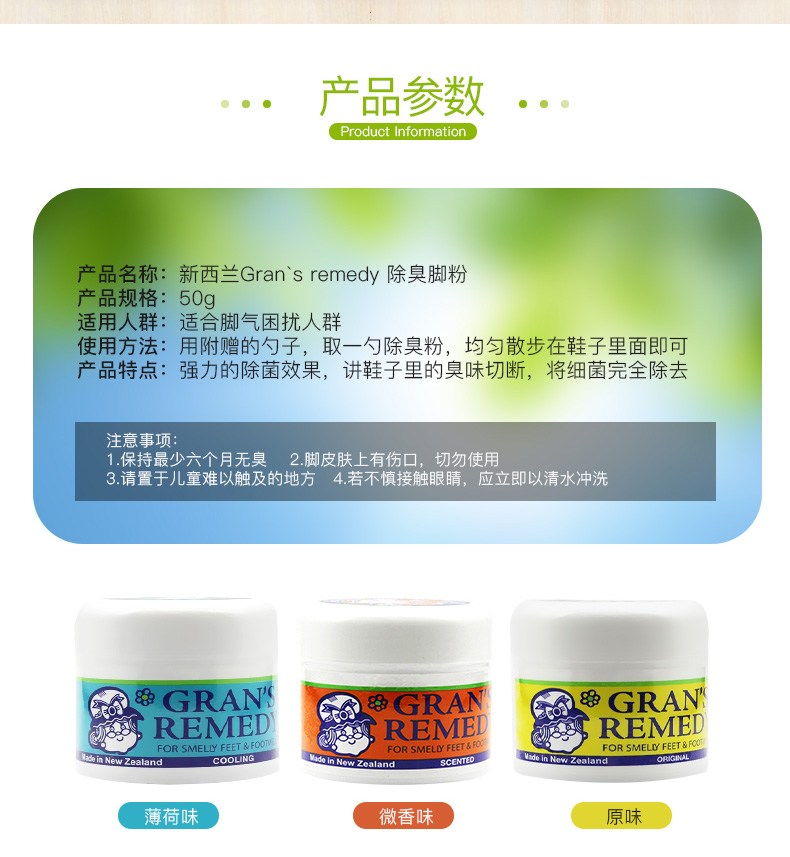 产品参数
Product Information
产品名称：新西兰Gran`s remedy 除臭脚粉
产品规格：50g
适用人群：适合脚气困扰人群
使用方法：用附赠的勺子，取一勺除臭粉，均匀散步在鞋子里面即可
产品特点：强力的除菌效果，讲鞋子里的臭味切断，将细菌完全除去
注意事项：
1.保持最少六个月无臭 2.脚皮肤上有伤口，切勿使用
3.请置于儿童难以触及的地方 4.若不慎接触眼睛，应立即以清水冲洗
GRAN'S
REMEDY
FOR SMELLY FEET & FOOTW
Made in New Zealand COOLING
GRAN'S
REMED
FOR SMELLY FEET & FOOT
Made in New Zealand SCENTED
GRAN'S
REMED
FOR SMELLY FEET & FOO
Made in New Zealand ORIGINAL
薄荷味
微香味
原味